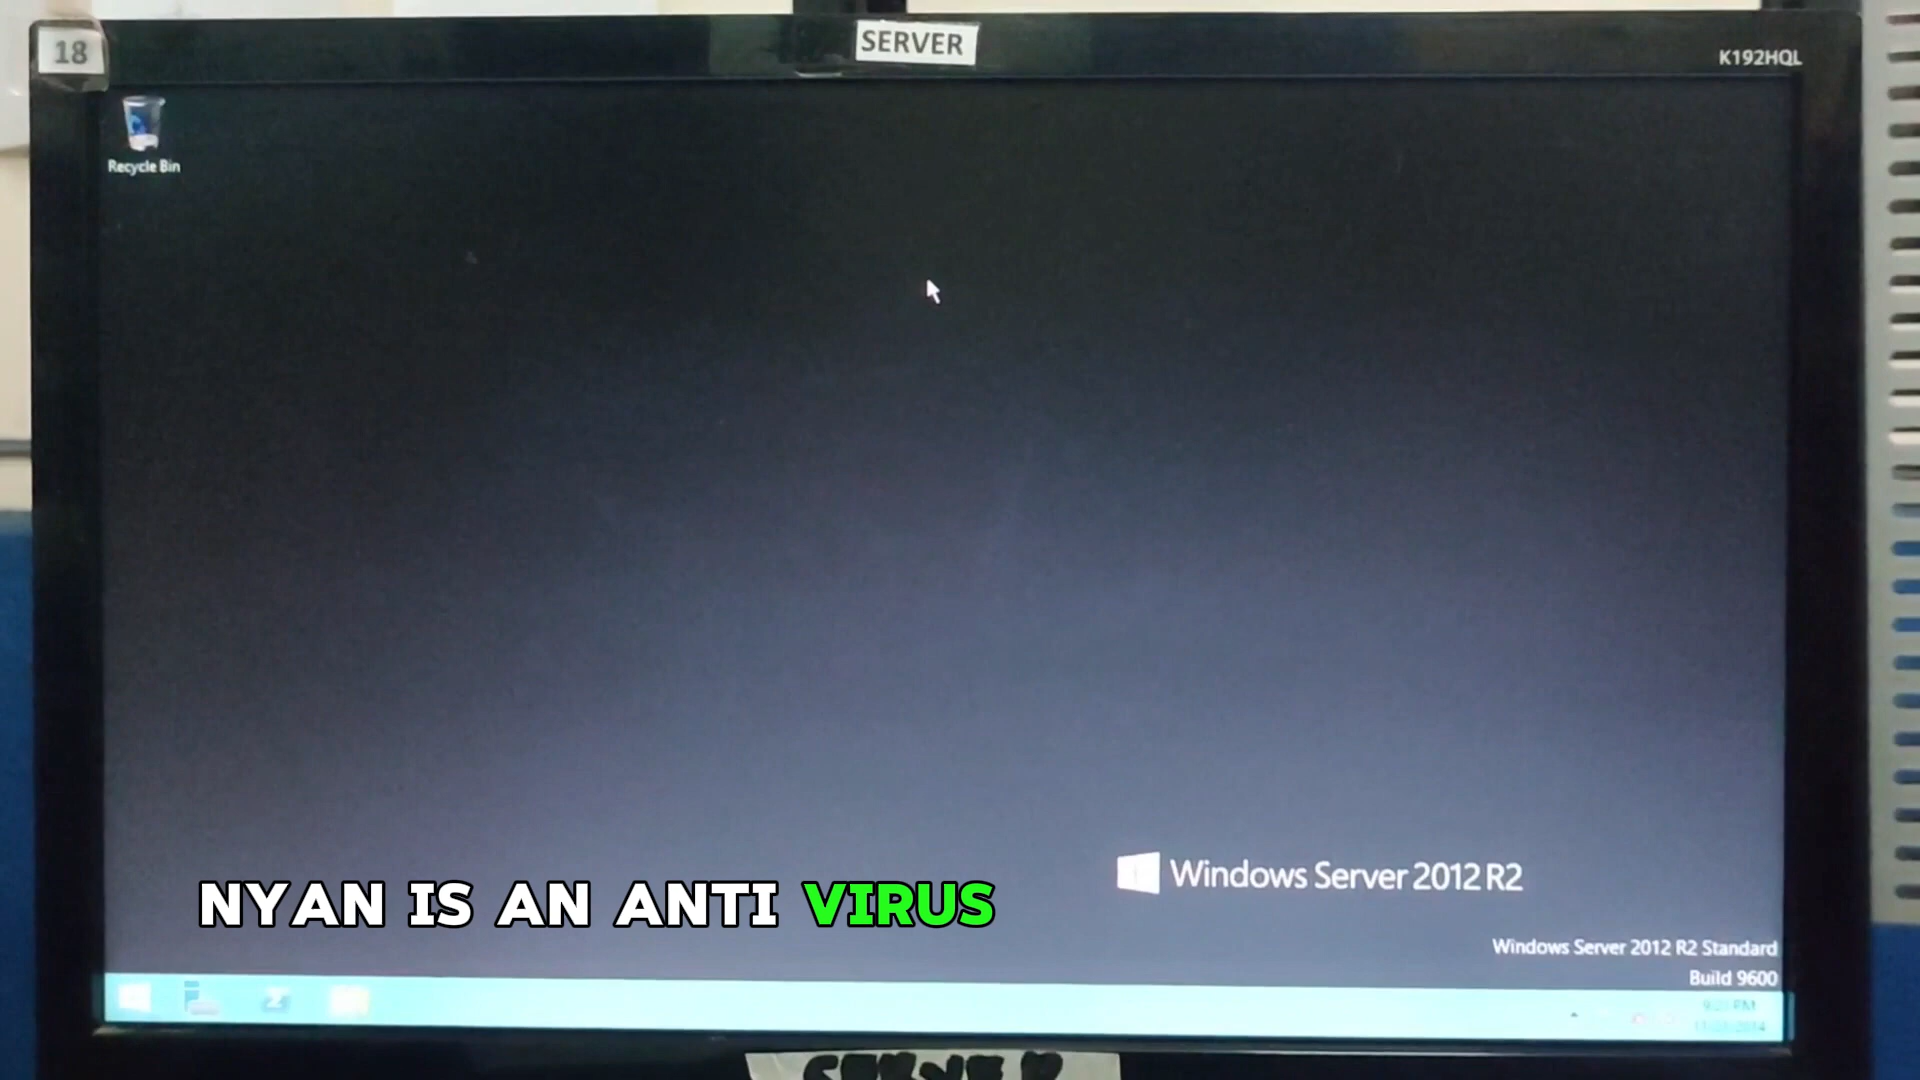 18
SERVER
K192HQL
Recycle Bin
Windows Server 2012 R2
NYAN IS AN ANTI VIRUS
Windows Server 2012 R2 Standard
Build 9600
SERVER